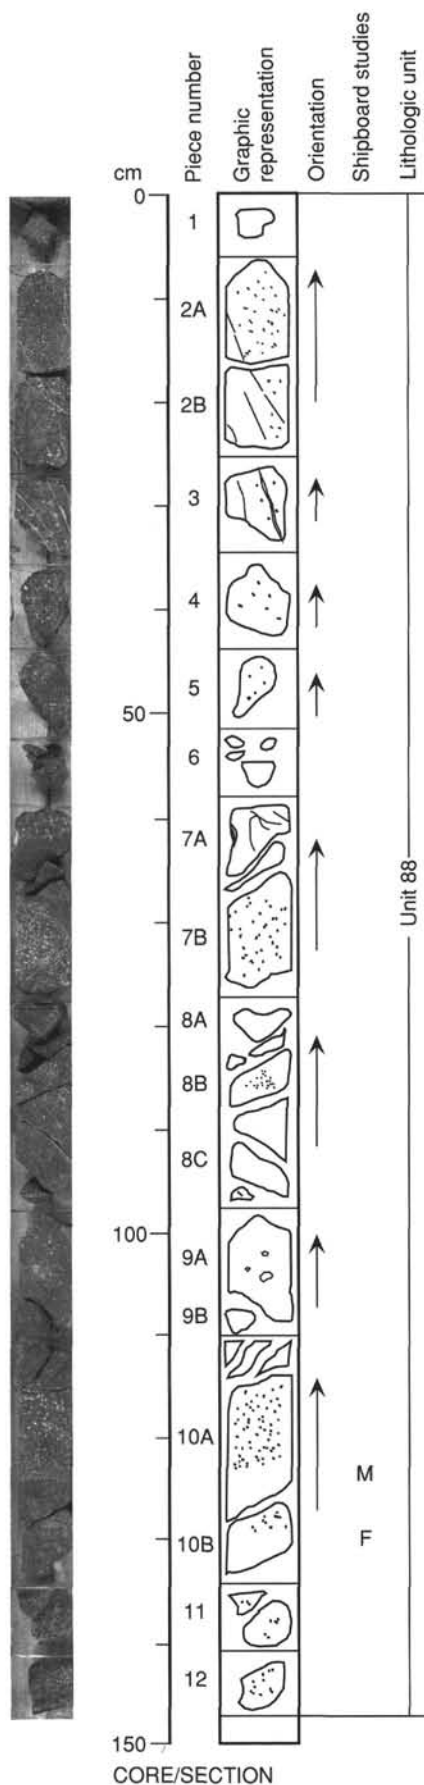 cm
Piece number
Graphic
representation
Orientation
Shipboard studies
Lithologic unit
0
1
2A
2B
3
4
5
50
6
7A
7B
Unit 88
8A
8B
8C
100
9A
9B
10A
M
10B
F
11
12
150
CORE/SECTION